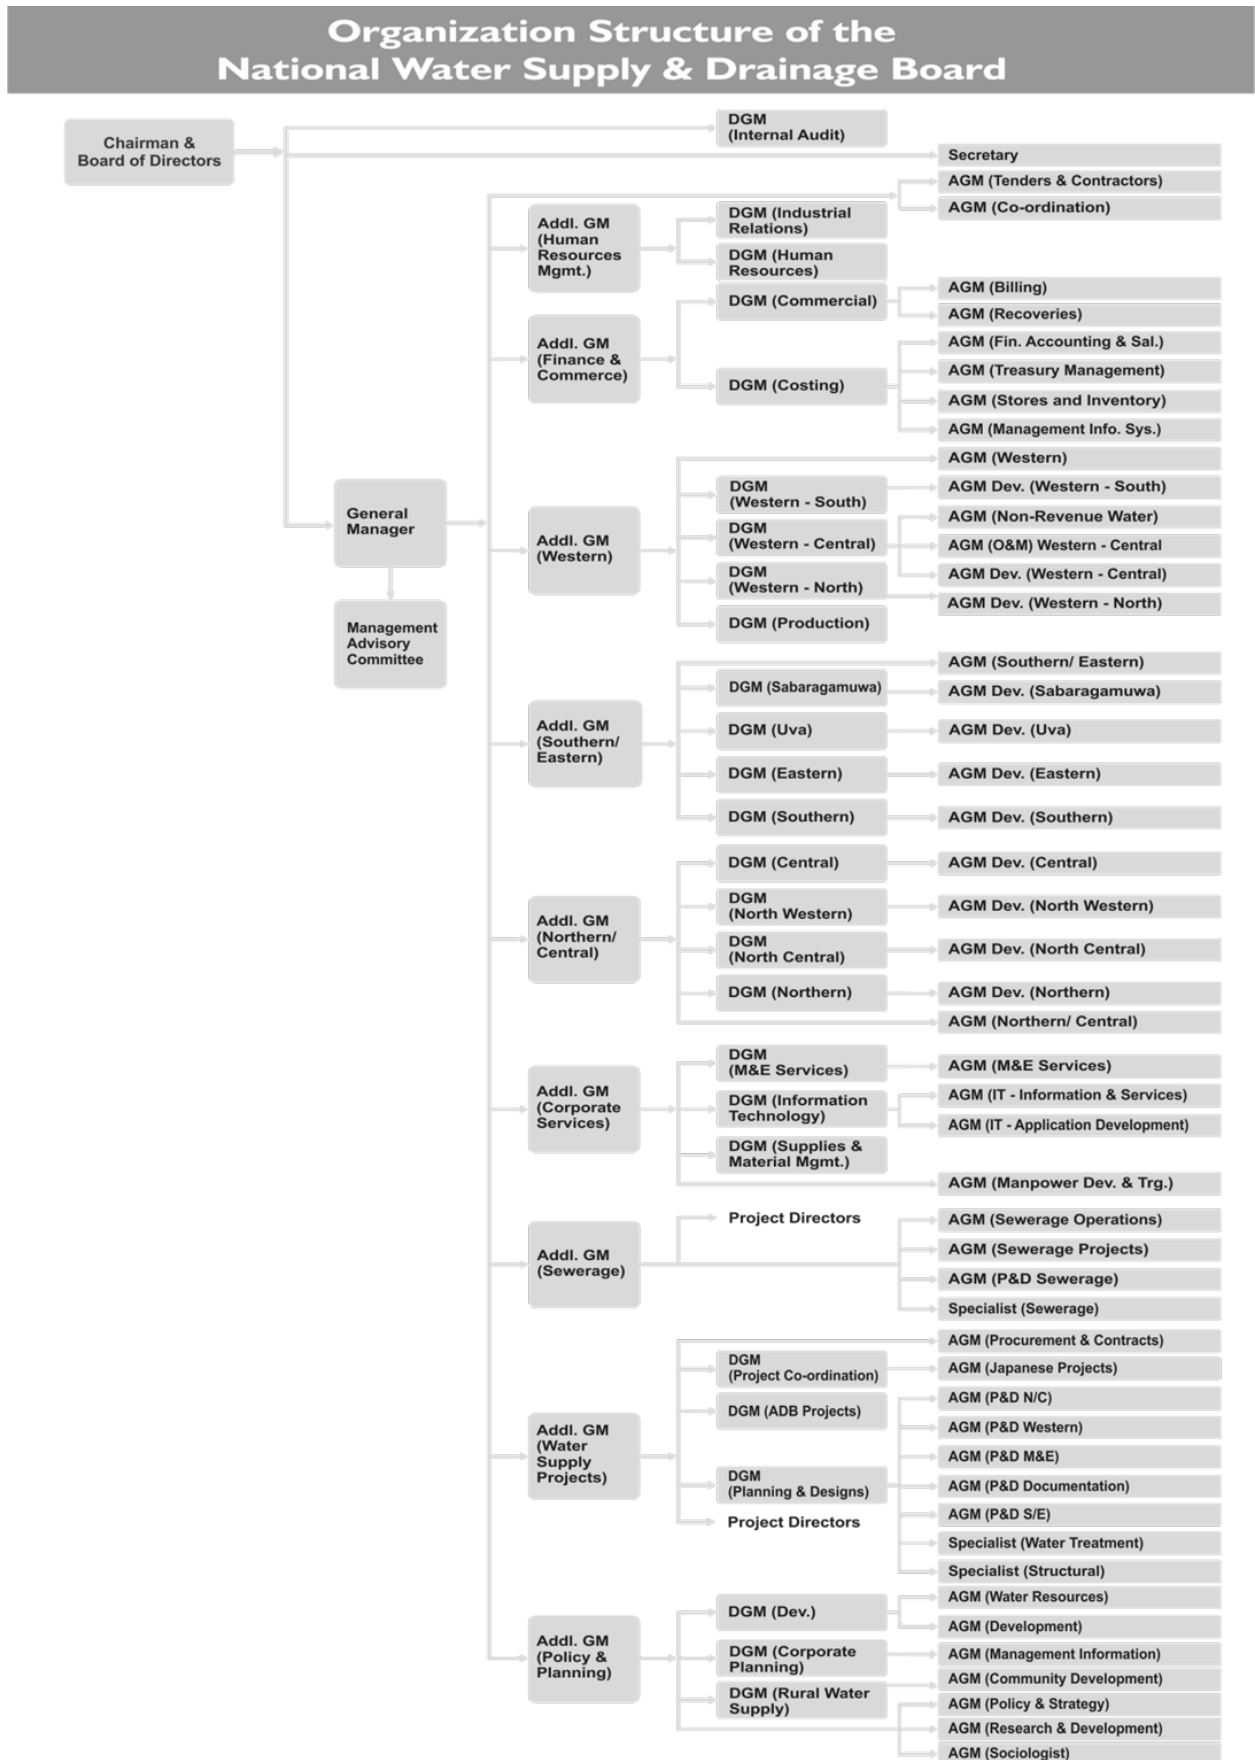 Organization Structure of the
National Water Supply & Drainage Board
Chairman &
Board of Directors
DGM
(Internal Audit)
Secretary
AGM (Tenders & Contractors)
AGM (Co-ordination)
General
Manager
Management
Advisory
Committee
Addl. GM
(Human
Resources
Mgmt.)
DGM (Industrial
Relations)
DGM (Human
Resources)
Addl. GM
(Finance &
Commerce)
DGM (Commercial)
AGM (Billing)
AGM (Recoveries)
DGM (Costing)
AGM (Fin. Accounting & Sal.)
AGM (Treasury Management)
AGM (Stores and Inventory)
AGM (Management Info. Sys.)
Addl. GM
(Western)
AGM (Western)
DGM
(Western - South)
AGM Dev. (Western - South)
DGM
(Western - Central)
AGM (Non-Revenue Water)
AGM (O&M) Western - Central
AGM Dev. (Western - Central)
DGM
(Western - North)
AGM Dev. (Western - North)
DGM (Production)
Addl. GM
(Southern/
Eastern)
AGM (Southern/ Eastern)
DGM (Sabaragamuwa)
AGM Dev. (Sabaragamuwa)
DGM (Uva)
AGM Dev. (Uva)
DGM (Eastern)
AGM Dev. (Eastern)
DGM (Southern)
AGM Dev. (Southern)
Addl. GM
(Northern/
Central)
DGM (Central)
AGM Dev. (Central)
DGM
(North Western)
AGM Dev. (North Western)
DGM
(North Central)
AGM Dev. (North Central)
DGM (Northern)
AGM Dev. (Northern)
AGM (Northern/ Central)
Addl. GM
(Corporate
Services)
DGM
(M&E Services)
AGM (M&E Services)
DGM (Information
Technology)
AGM (IT - Information & Services)
AGM (IT - Application Development)
DGM (Supplies &
Material Mgmt.)
AGM (Manpower Dev. & Trg.)
Addl. GM
(Sewerage)
Project Directors
AGM (Sewerage Operations)
AGM (Sewerage Projects)
AGM (P&D Sewerage)
Specialist (Sewerage)
Addl. GM
(Water
Supply
Projects)
AGM (Procurement & Contracts)
DGM
(Project Co-ordination)
AGM (Japanese Projects)
DGM (ADB Projects)
DGM
(Planning & Designs)
AGM (P&D N/C)
AGM (P&D Western)
AGM (P&D M&E)
AGM (P&D Documentation)
AGM (P&D S/E)
Specialist (Water Treatment)
Specialist (Structural)
Project Directors
Addl. GM
(Policy &
Planning)
DGM (Dev.)
AGM (Water Resources)
AGM (Development)
DGM (Corporate
Planning)
AGM (Management Information)
DGM (Rural Water
Supply)
AGM (Community Development)
AGM (Policy & Strategy)
AGM (Research & Development)
AGM (Sociologist)